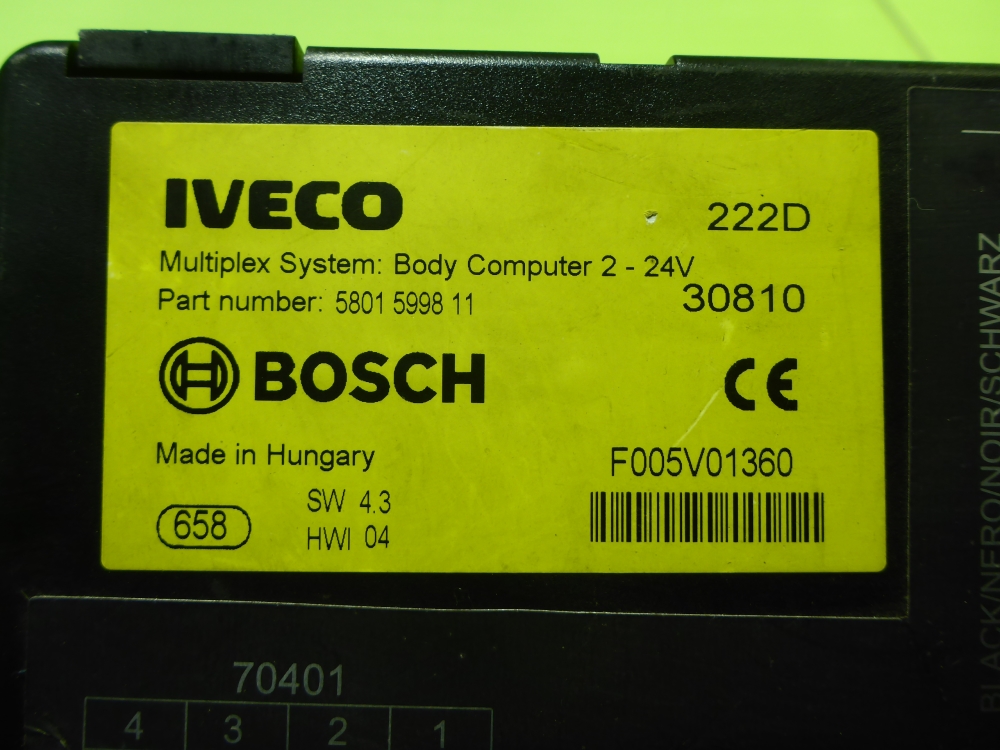 IVECO
222D
Multiplex System: Body Computer 2 - 24V
Part number: 5801 5998 11
30810
BOSCH
CE
Made in Hungary
F005V01360
SW 4.3
658
HWI 04
70401
4 3 2 1
BLACK/NERO/NOIR/SCHWARZ